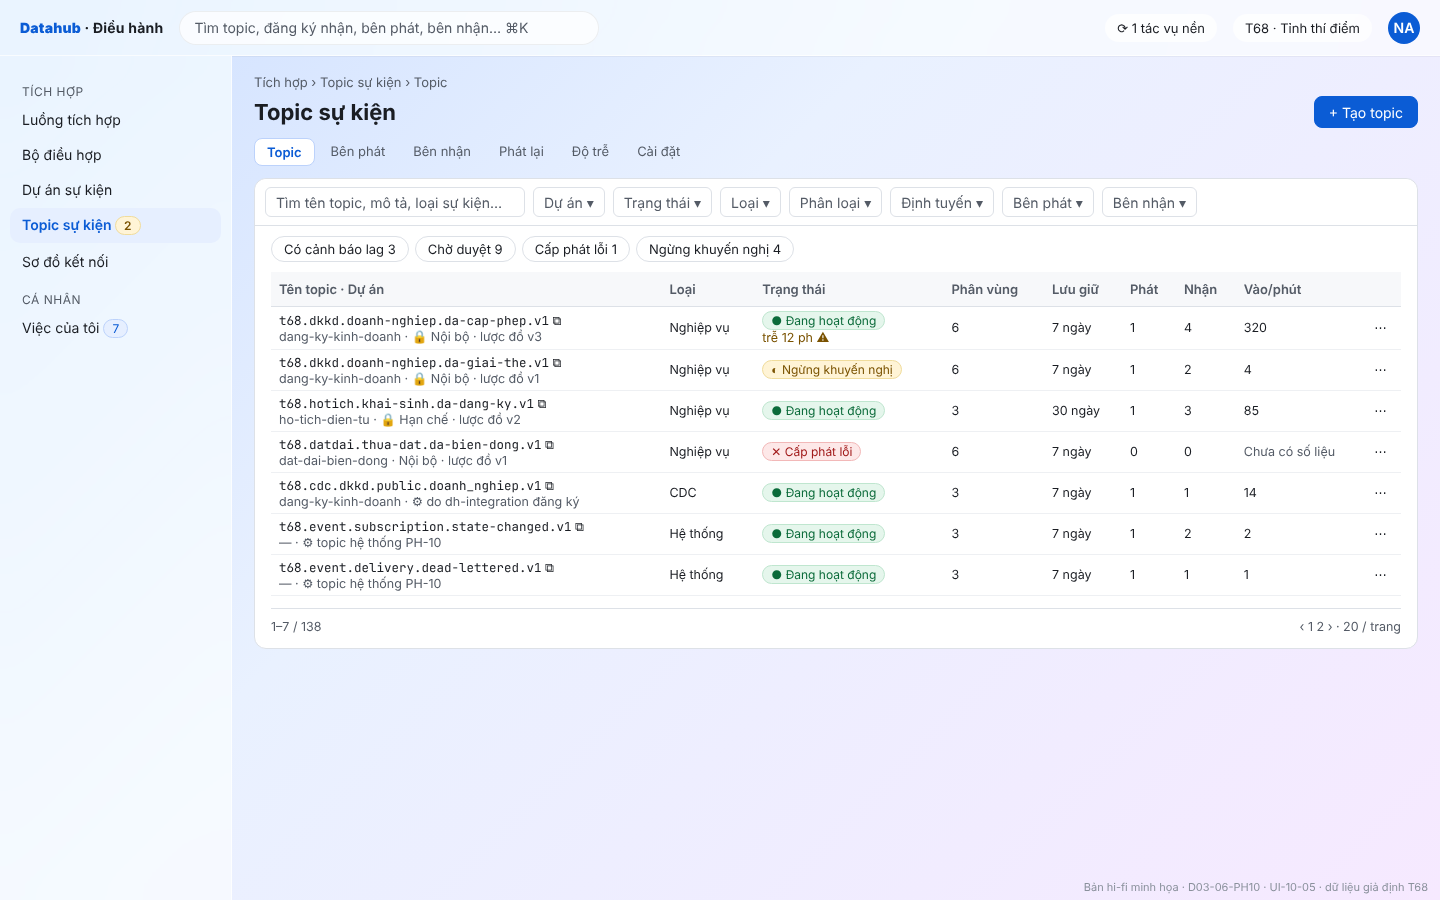 Datahub · Điều hành
Tìm topic, đăng ký nhận, bên phát, bên nhận... ⌘K
⟳ 1 tác vụ nền
T68 · Tỉnh thí điểm
NA
TÍCH HỢP
Luồng tích hợp
Bộ điều hợp
Dự án sự kiện
Topic sự kiện 2
Sơ đồ kết nối
CÁ NHÂN
Việc của tôi 7
Tích hợp › Topic sự kiện › Topic
Topic sự kiện
+ Tạo topic
Topic Bên phát Bên nhận Phát lại Độ trễ Cài đặt
Tìm tên topic, mô tả, loại sự kiện... Dự án ▾ Trạng thái ▾ Loại ▾ Phân loại ▾ Định tuyến ▾ Bên phát ▾ Bên nhận ▾
Có cảnh báo lag 3 Chờ duyệt 9 Cấp phát lỗi 1 Ngừng khuyến nghị 4
Tên topic · Dự án Loại Trạng thái Phân vùng Lưu giữ Phát Nhận Vào/phút
t68.dkkd.doanh-nghiep.da-cap-phep.v1 ⧉
dang-ky-kinh-doanh · 🔒 Nội bộ · lược đồ v3
Nghiệp vụ ● Đang hoạt động 6 7 ngày 1 4 320 ⋯
trễ 12 ph ⚠
t68.dkkd.doanh-nghiep.da-giai-the.v1 ⧉
dang-ky-kinh-doanh · 🔒 Nội bộ · lược đồ v1
Nghiệp vụ ◖ Ngừng khuyến nghị 6 7 ngày 1 2 4 ⋯
t68.hotich.khai-sinh.da-dang-ky.v1 ⧉
ho-tich-dien-tu · 🔒 Hạn chế · lược đồ v2
Nghiệp vụ ● Đang hoạt động 3 30 ngày 1 3 85 ⋯
t68.datdai.thua-dat.da-bien-dong.v1 ⧉
dat-dai-bien-dong · Nội bộ · lược đồ v1
Nghiệp vụ ✕ Cấp phát lỗi 6 7 ngày 0 0 Chưa có số liệu ⋯
t68.cdc.dkkd.public.doanh_nghiep.v1 ⧉
dang-ky-kinh-doanh · ⚙ do dh-integration đăng ký
CDC ● Đang hoạt động 3 7 ngày 1 1 14 ⋯
t68.event.subscription.state-changed.v1 ⧉
— · ⚙ topic hệ thống PH-10
Hệ thống ● Đang hoạt động 3 7 ngày 1 2 2 ⋯
t68.event.delivery.dead-lettered.v1 ⧉
— · ⚙ topic hệ thống PH-10
Hệ thống ● Đang hoạt động 3 7 ngày 1 1 1 ⋯
1–7 / 138
‹ 1 2 › · 20 / trang
Bản hi-fi minh họa · D03-06-PH10 · UI-10-05 · dữ liệu giả định T68